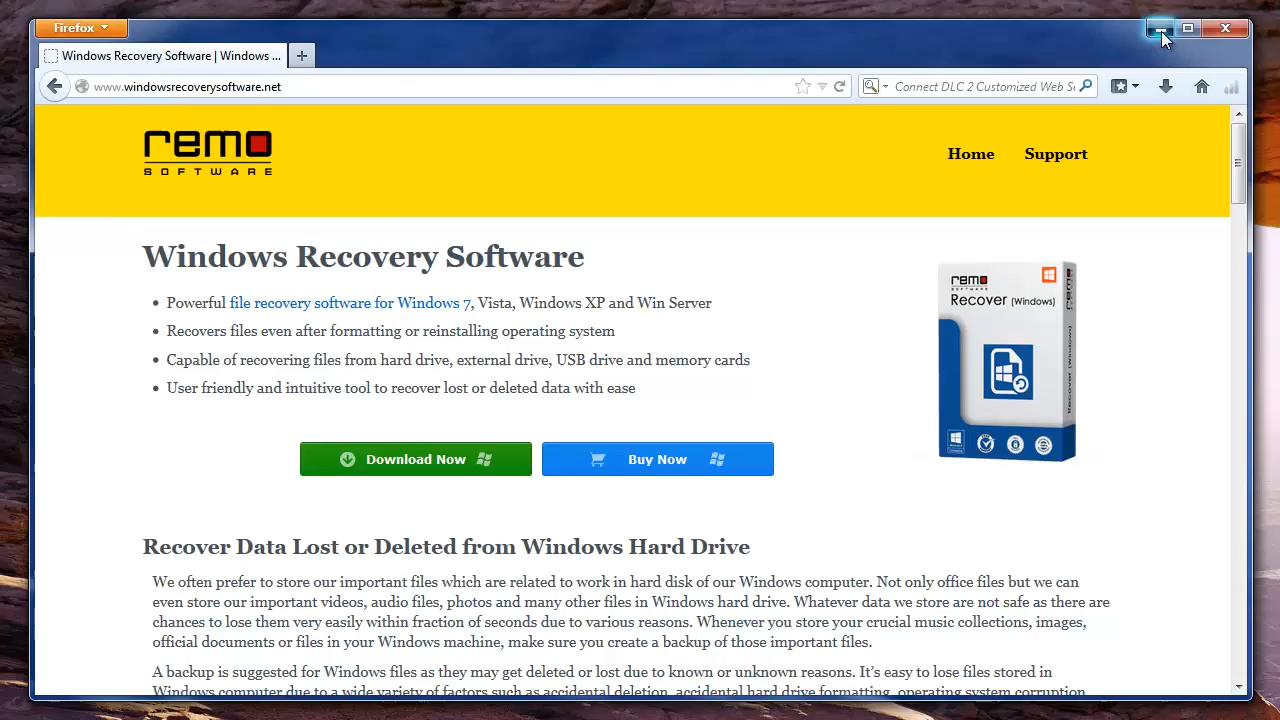 Firefox
Windows Recovery Software | Windows ...
www.windowsrecoverysoftware.net
Connect DLC 2 Customized Web Se
remo
SOFTWARE
Home Support
Windows Recovery Software
• Powerful file recovery software for Windows 7, Vista, Windows XP and Win Server
• Recovers files even after formatting or reinstalling operating system
• Capable of recovering files from hard drive, external drive, USB drive and memory cards
• User friendly and intuitive tool to recover lost or deleted data with ease
remo
SOFTWARE
Recover (Windows)
remo
Recover (Windows)
Download Now
Buy Now
Recover Data Lost or Deleted from Windows Hard Drive
We often prefer to store our important files which are related to work in hard disk of our Windows computer. Not only office files but we can
even store our important videos, audio files, photos and many other files in Windows hard drive. Whatever data we store are not safe as there are
chances to lose them very easily within fraction of seconds due to various reasons. Whenever you store your crucial music collections, images,
official documents or files in your Windows machine, make sure you create a backup of those important files.
A backup is suggested for Windows files as they may get deleted or lost due to known or unknown reasons. It's easy to lose files stored in
Windows computer due to a wide variety of factors such as accidental deletion, accidental hard drive formatting, operating system corruption